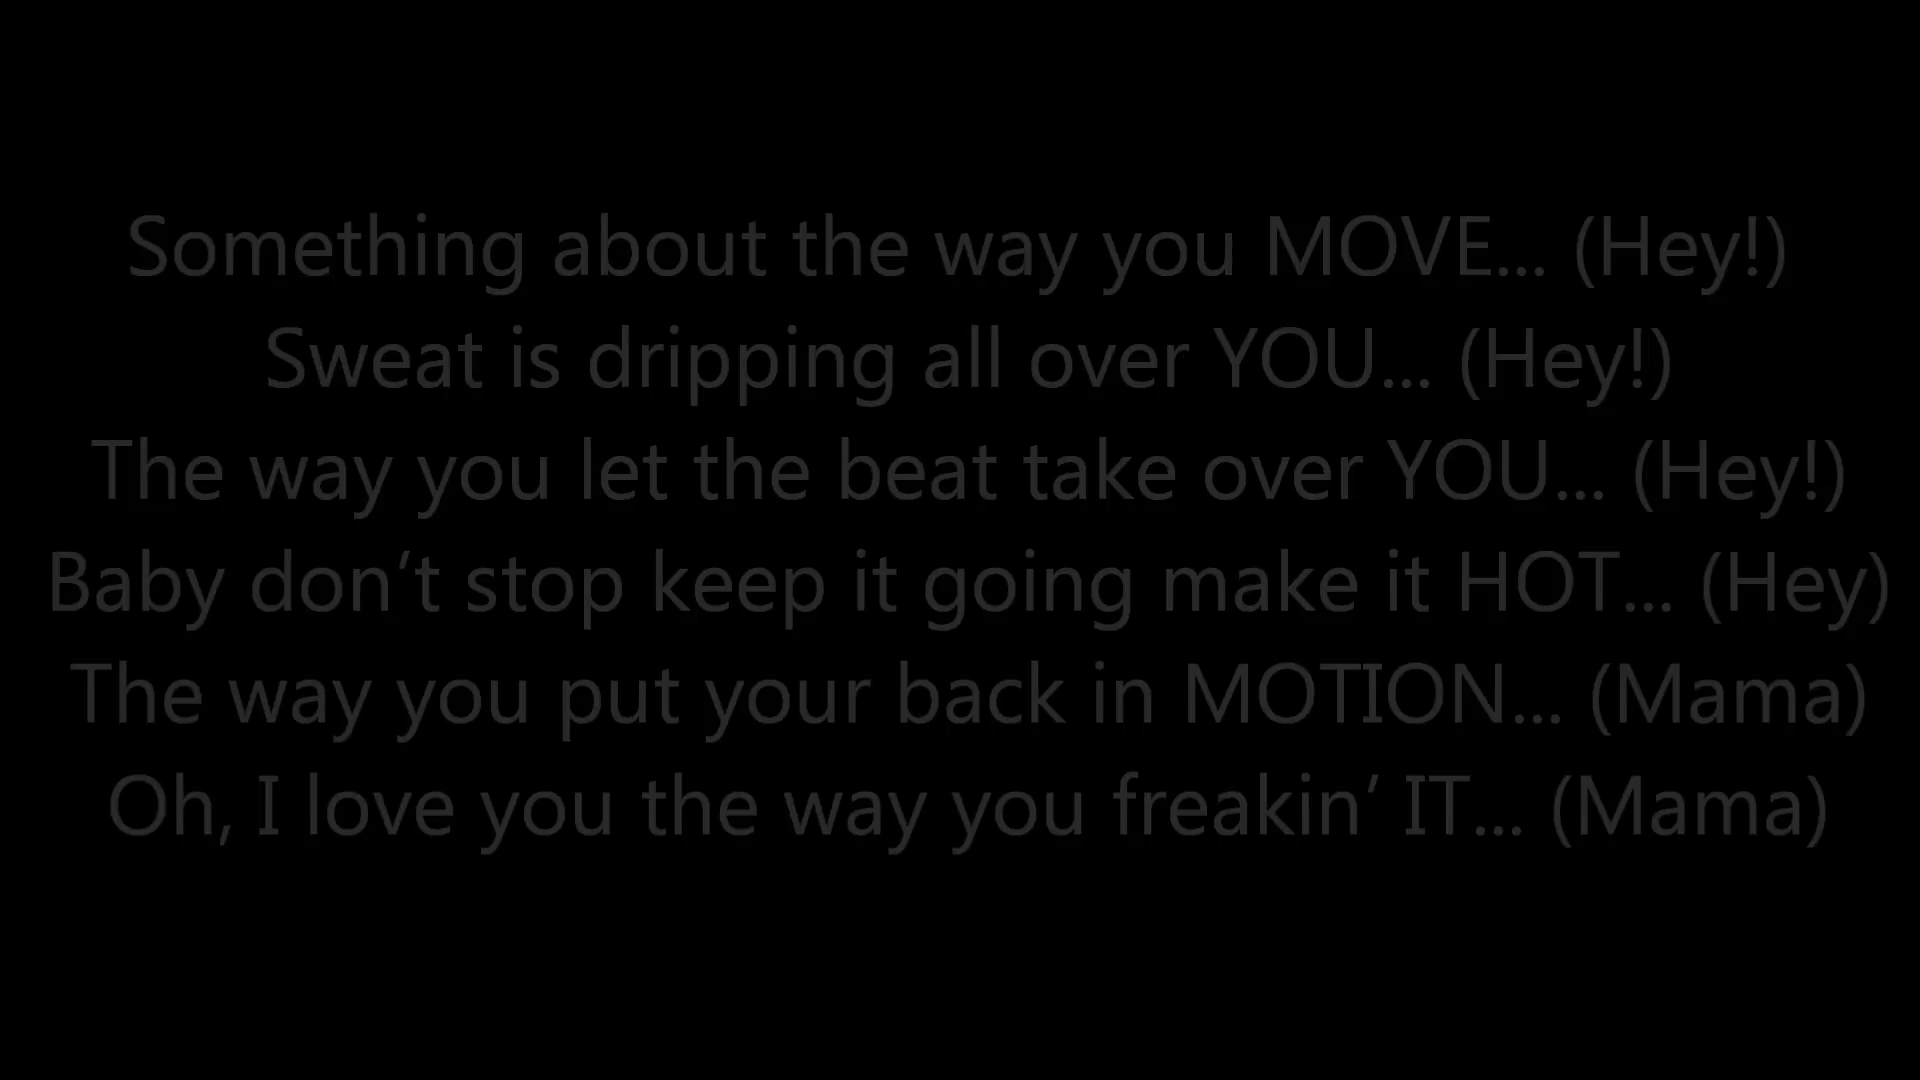 Something about the way you MOVE... (Hey!)
Sweat is dripping all over YOU... (Hey!)
The way you let the beat take over YOU... (Hey!)
Baby don’t stop keep it going make it HOT... (Hey)
The way you put your back in MOTION... (Mama)
Oh, I love you the way you freakin’ IT... (Mama)